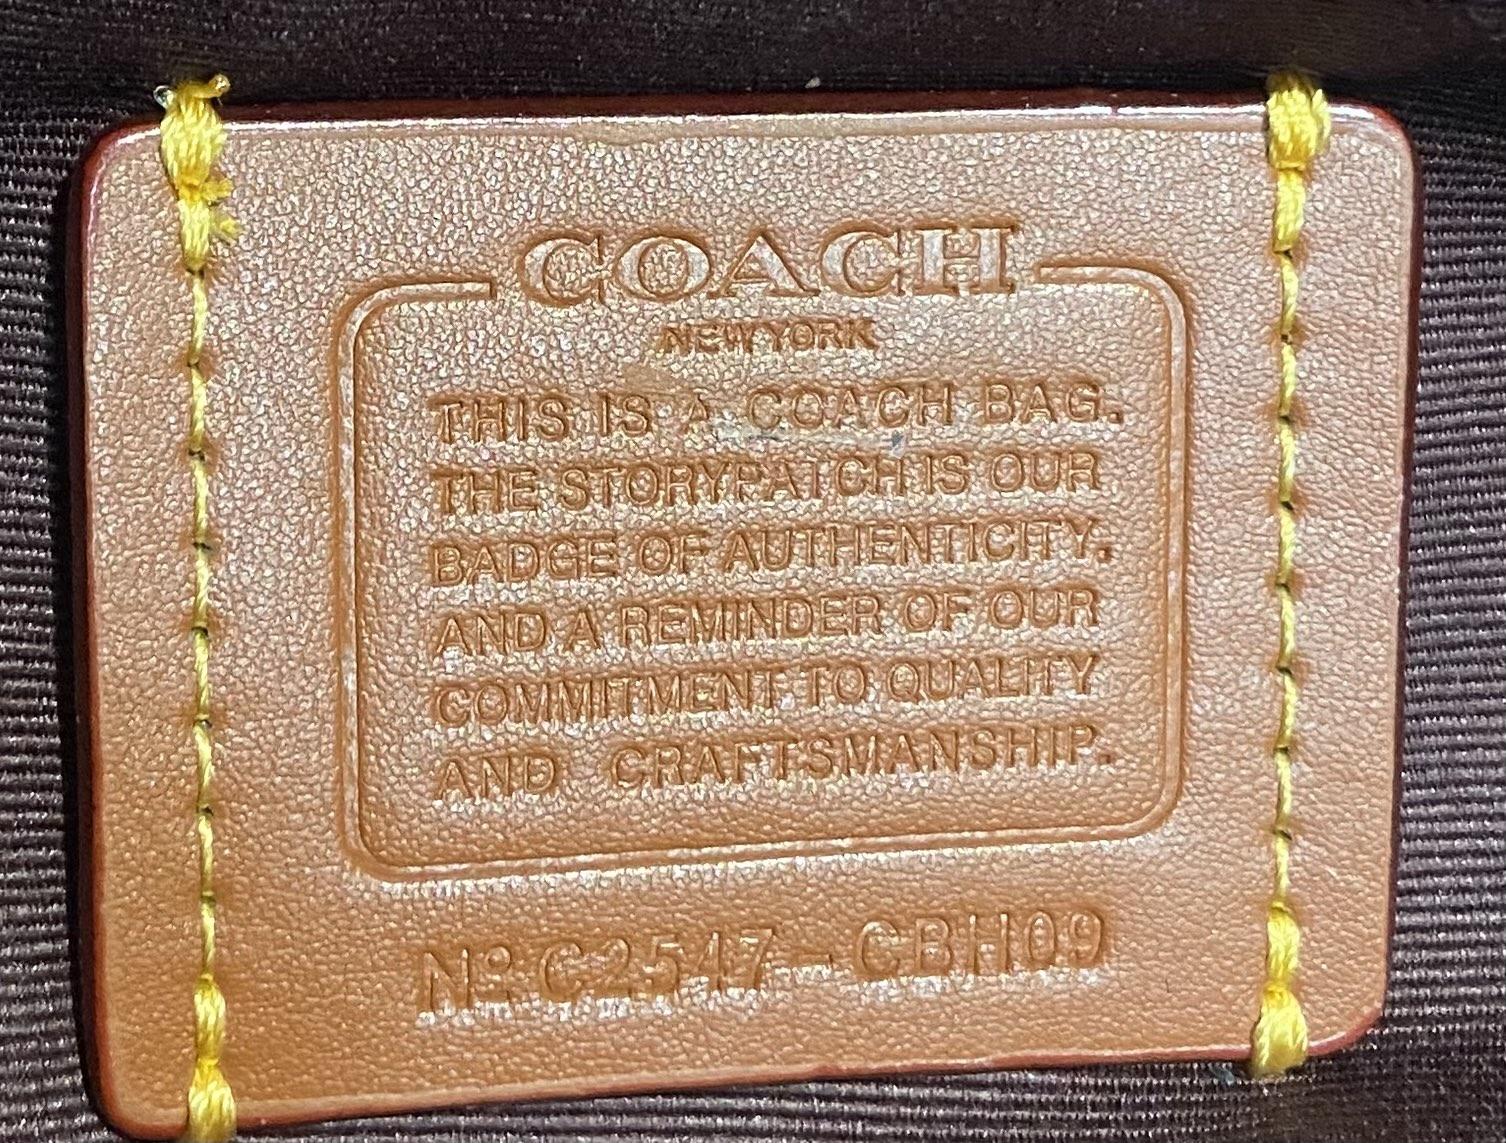 COACH
NEW YORK
THIS IS A COACH BAG.
THE STORYPATCH IS OUR
BADGE OF AUTHENTICITY,
AND A REMINDER OF OUR
COMMITMENT TO QUALITY
AND CRAFTSMANSHIP.
Nº C2547-CBH09